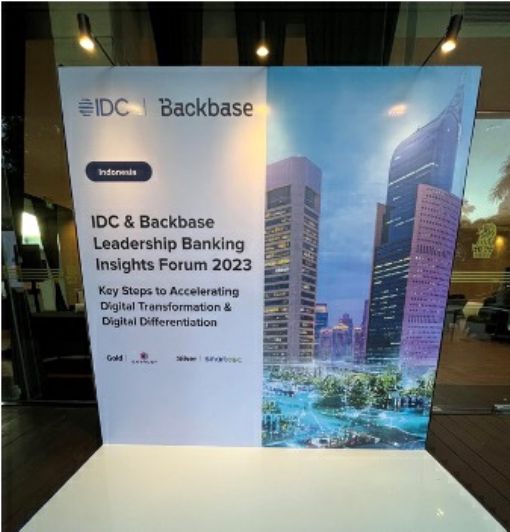 IDC | Backbase
Indonesia
IDC & Backbase
Leadership Banking
Insights Forum 2023
Key Steps to Accelerating
Digital Transformation &
Digital Differentiation
Gold | Silver |